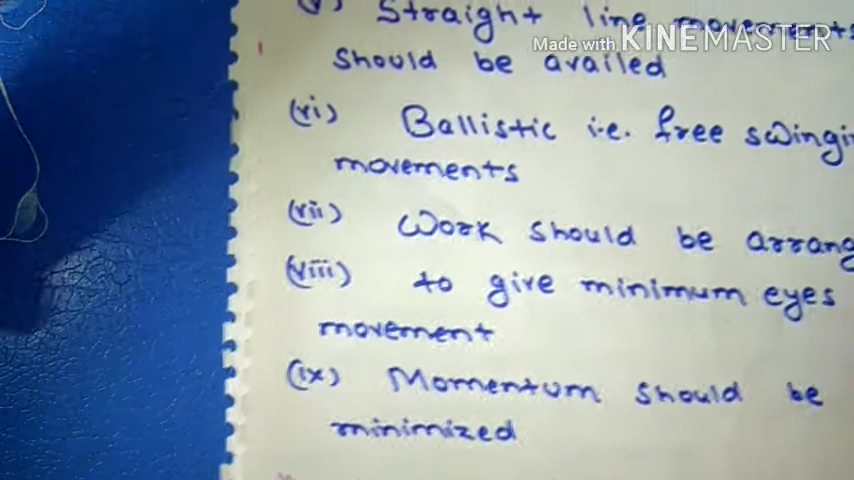 (v) Straight line movements
Made with KINEMASTER
should be availed
(vi) Ballistic i.e. free
movements
(vii) Work should be
(viii) to give minimum eyes
movement
(ix) Momentum should be
minimized